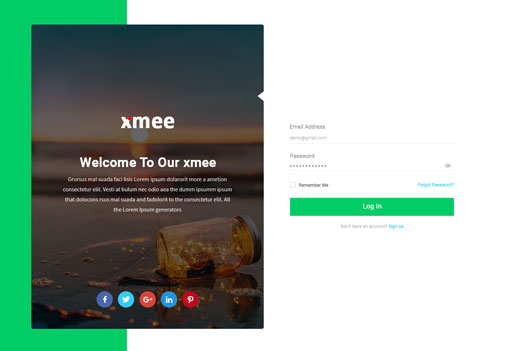 xmee
Welcome To Our xmee
Grursus mal suada faci lisis Lorem ipsum dolarorit more a ametion
consectetur elit. Vesti at bulum nec odio aea the dumm ipsumm ipsum
that dolocons rsus mal suada and fadolorit to the consectetur elit. All
the Lorem Ipsum generators
Email Address
demo@gmail.com
Password
Remember Me
Forgot Password?
Log In
Don't have an account? Sign up